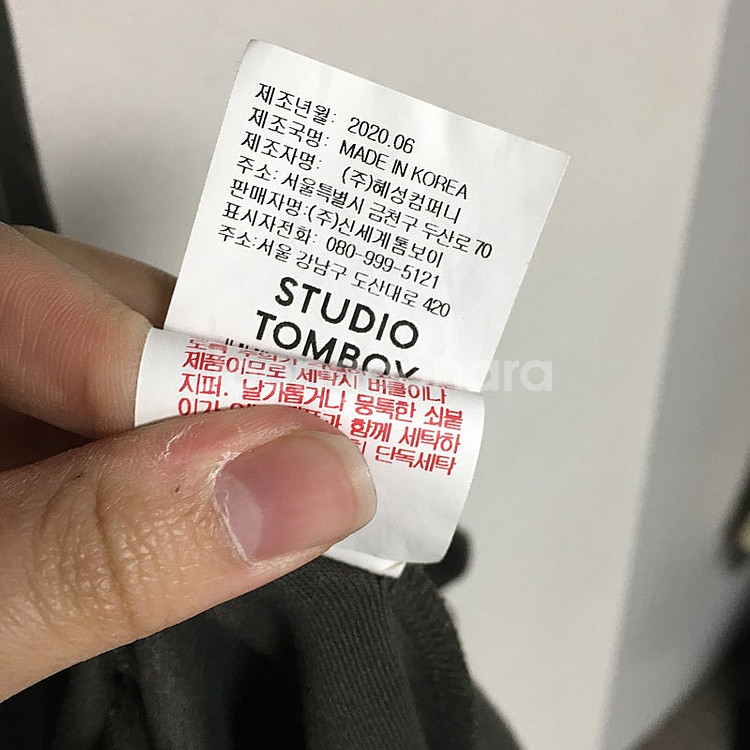 제조년월: 2020.06
제조국명: MADE IN KOREA
제조자명: (주)혜성컴퍼니
주소: 서울특별시 금천구 두산로 70
판매자명:(주)신세계톰보이
표시자전화: 080-999-5121
주소:서울 강남구 도산대로 420
STUDIO
TOMBOY
제품이므로 세탁시 버클이나
지퍼. 날카롭거나 뭉툭한 쇠붙
함께 세탁하
단독세탁